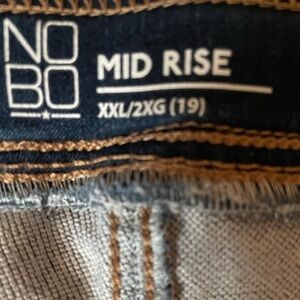 NO
BO
MID RISE
XXL/2XG (19)